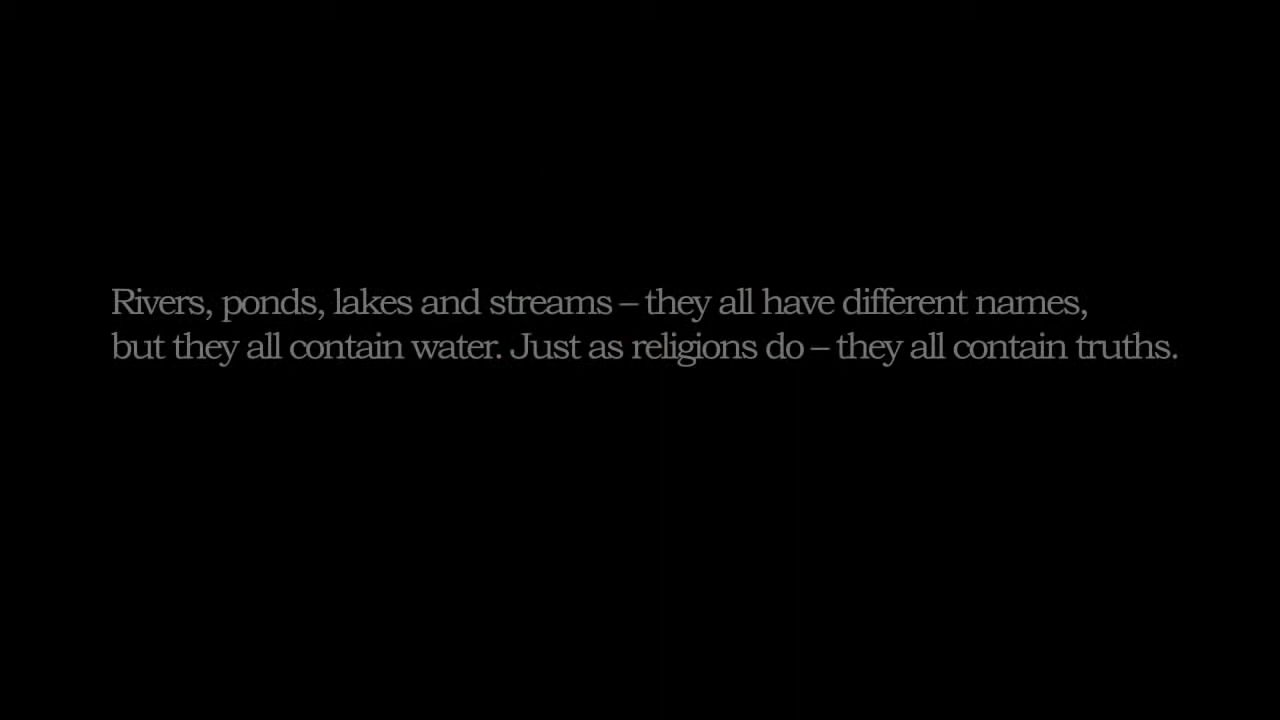 Rivers, ponds, lakes and streams – they all have different names,
but they all contain water. Just as religions do – they all contain truths.